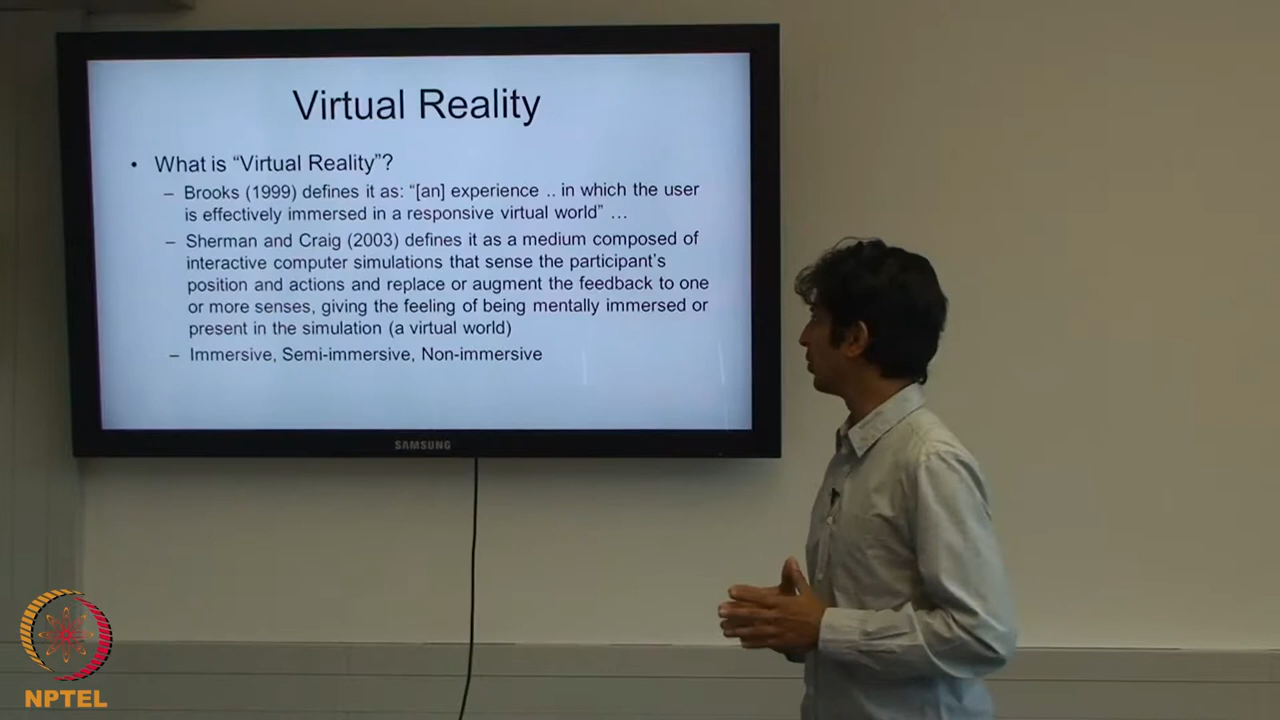 Virtual Reality
• What is “Virtual Reality”?
– Brooks (1999) defines it as: “[an] experience .. in which the user
is effectively immersed in a responsive virtual world” …
– Sherman and Craig (2003) defines it as a medium composed of
interactive computer simulations that sense the participant’s
position and actions and replace or augment the feedback to one
or more senses, giving the feeling of being mentally immersed or
present in the simulation (a virtual world)
– Immersive, Semi-immersive, Non-immersive
SAMSUNG
NPTEL